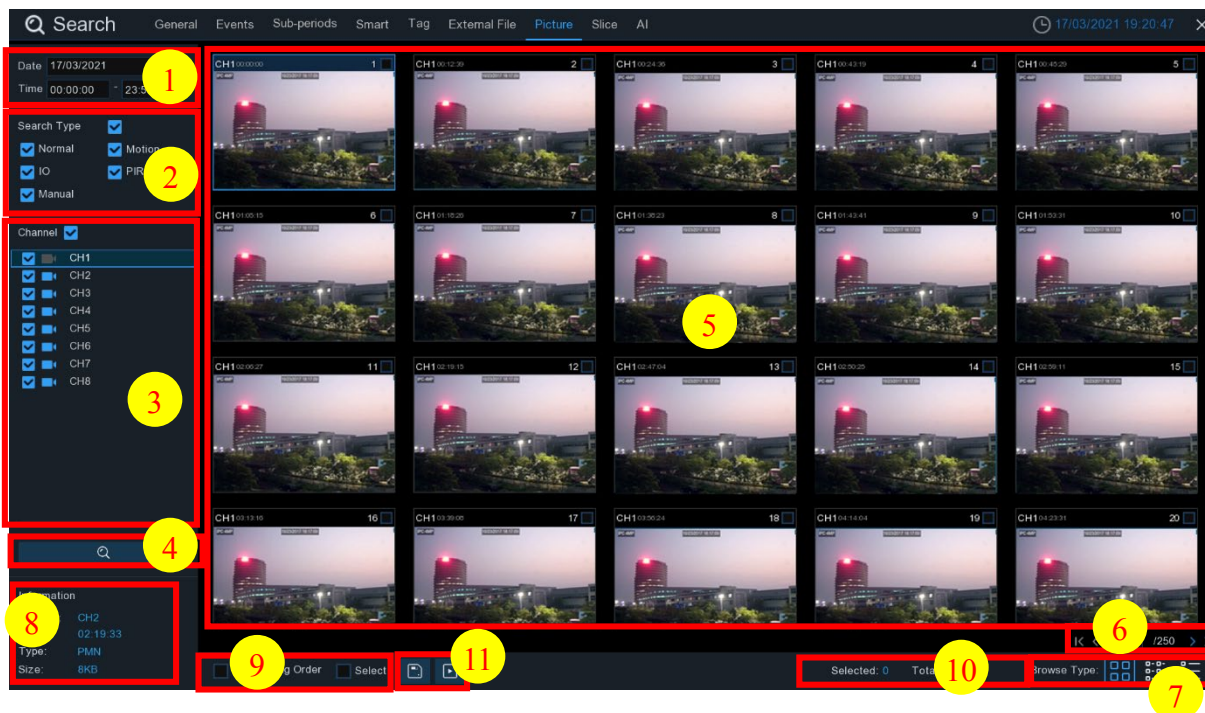 Search General Events Sub-periods Smart Tag External File Picture Slice AI 17/03/2021 19:20:47
Date 17/03/2021
Time 00:00:00 -
1
Search Type
Normal Motion
IO PIR
Manual
2
Channel
CH1
CH2
CH3
CH4
CH5
CH6
CH7
CH8
3
4
CH1 00:00:00 1
CH1 00:12:39 2
CH1 00:24:36 3
CH1 00:43:19 4
CH1 00:45:29 5
CH1 01:05:15 6
CH1 01:18:28 7
CH1 01:38:23 8
CH1 01:43:41 9
CH1 01:53:31 10
5
CH1 02:06:27 11
CH1 02:19:15 12
CH1 02:47:04 13
CH1 02:50:25 14
CH1 02:58:11 15
CH1 03:13:16 16
CH1 03:39:08 17
CH1 03:56:24 18
CH1 04:14:04 19
CH1 04:23:31 20
Information
CH2
02:19:33
Type: PMN
Size: 8KB
8
6
/250
9
Order Select
11
Selected: 0
10
Browse Type:
7